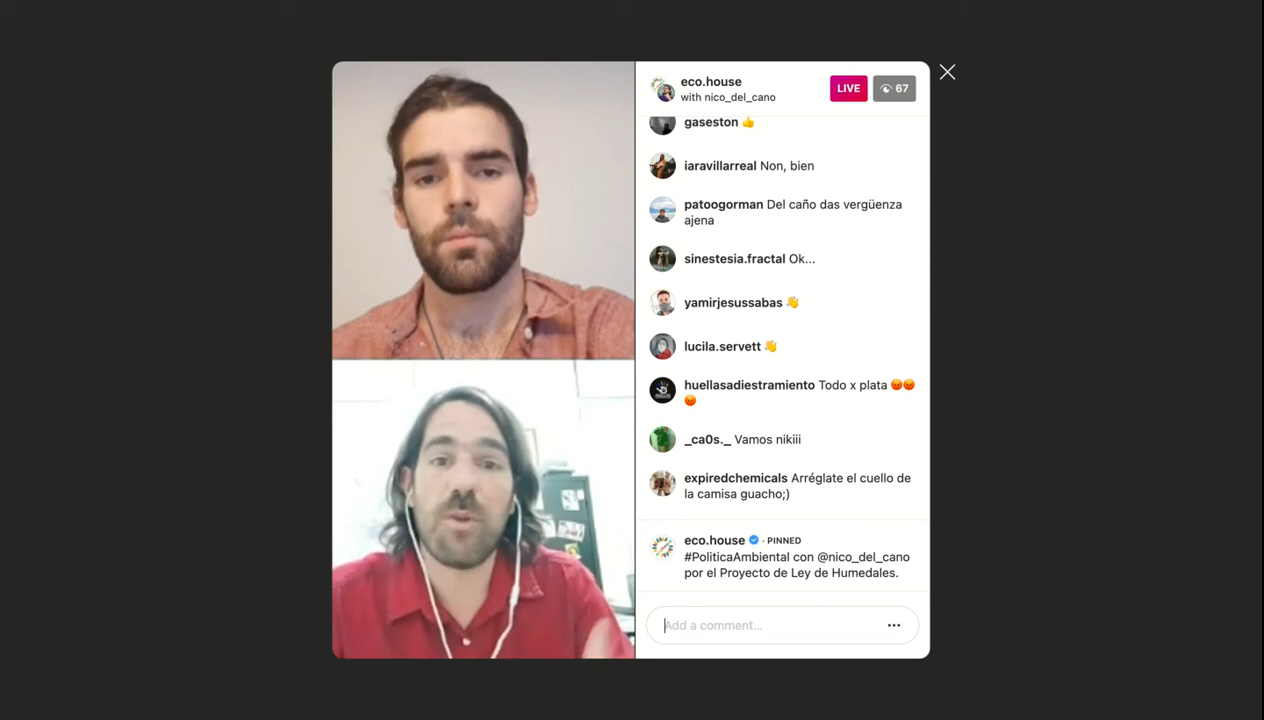 eco.house
with nico_del_cano
LIVE
67
gaseston 👍
iaravillarreal Non, bien
patoogorman Del caño das vergüenza
ajena
sinestesia.fractal Ok...
yamirjesussabas 👋
lucila.servett 👋
huellasadiestramiento Todo x plata 😡😡
😡
_ca0s._ Vamos nikiii
expiredchemicals Arréglate el cuello de
la camisa guacho;)
eco.house · PINNED
#PoliticaAmbiental con @nico_del_cano
por el Proyecto de Ley de Humedales.
Add a comment...